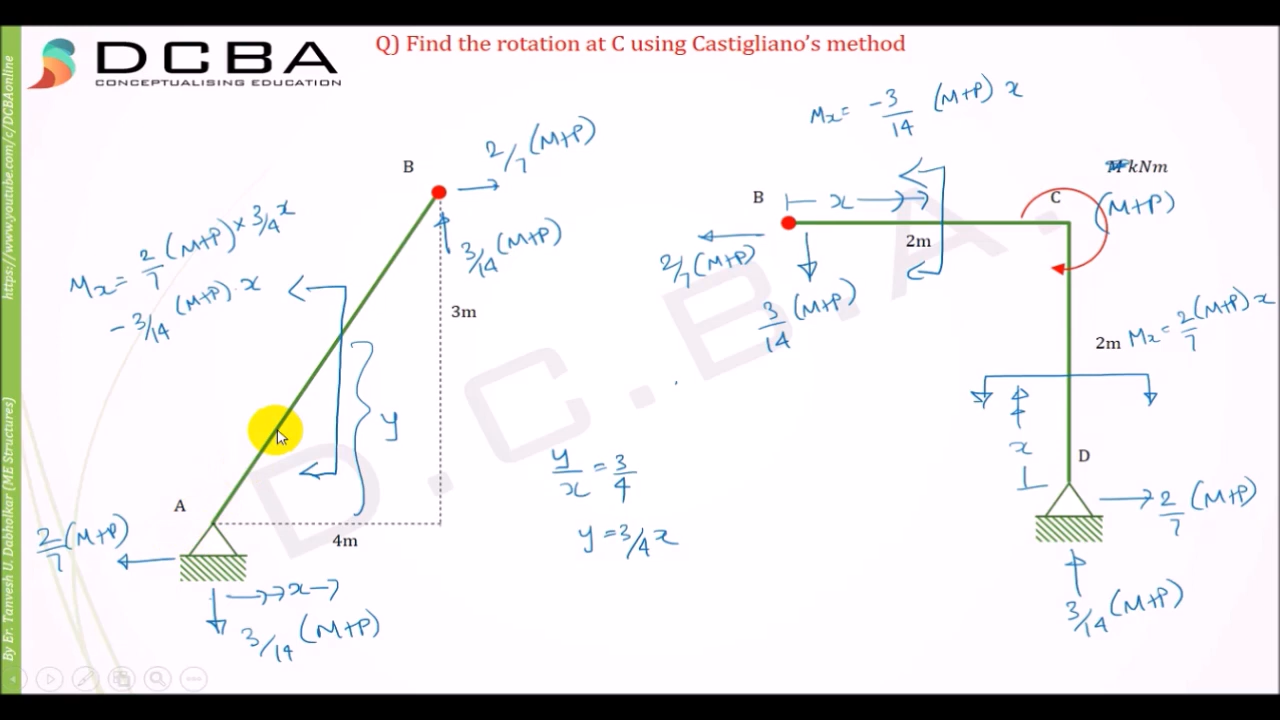 DCBA
CONCEPTUALISING EDUCATION
Q) Find the rotation at C using Castigliano's method
By Er. Tanvesh U. Dabholkar (ME Structures)
https://www.youtube.com/c/DCBAonline
D.C.B.A.
B
2/7 (M+P)
3/14 (M+P)
3m
Mx = 2/7 (M+P) × 3/4 x
- 3/14 (M+P) . x
y
A
4m
2/7 (M+P)
x
3/14 (M+P)
y/x = 3/4
y = 3/4 x
Mx = -3/14 (M+P) x
kNm
(M+P)
B
x
C
2m
2/7 (M+P)
3/14 (M+P)
2m
Mx = 2/7 (M+P) x
x
D
2/7 (M+P)
3/14 (M+P)